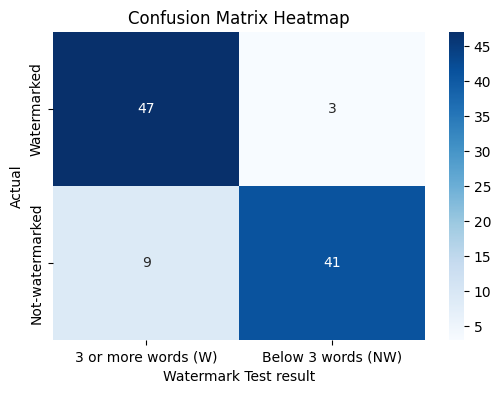 Confusion Matrix Heatmap
Actual
Watermarked
47
3
Not-watermarked
9
41
3 or more words (W)
Below 3 words (NW)
Watermark Test result
45
40
35
30
25
20
15
10
5